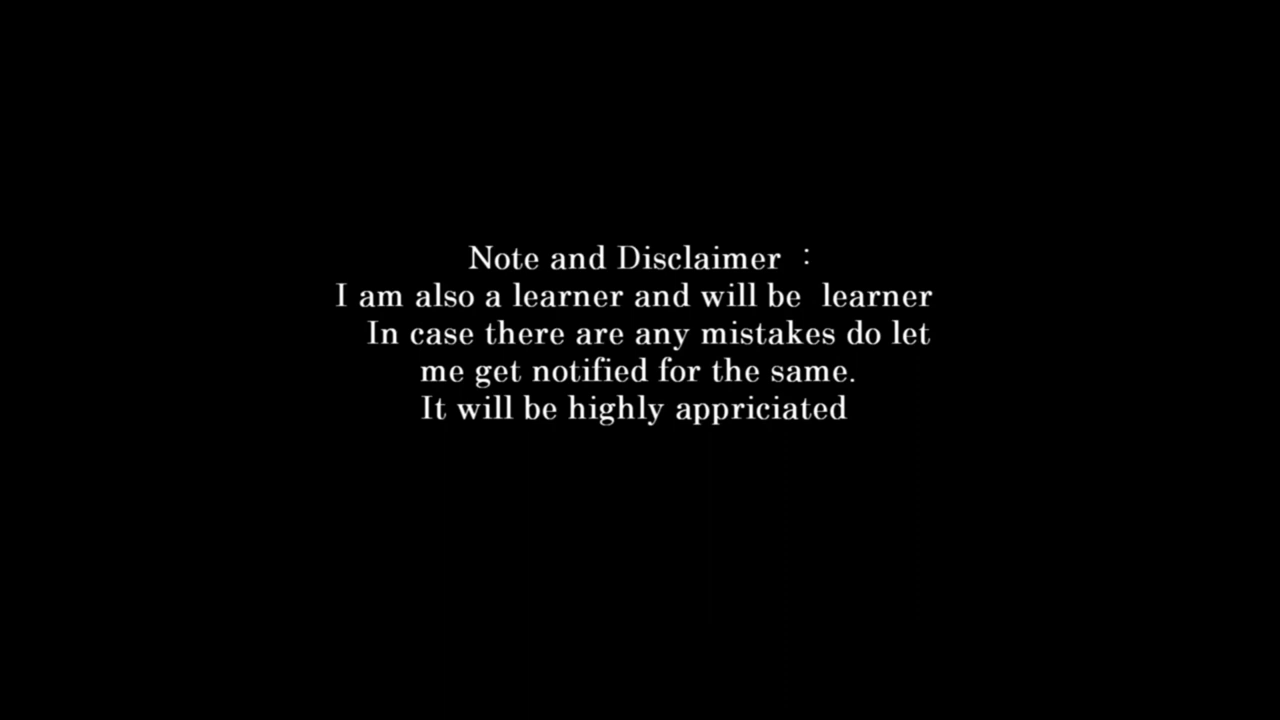 Note and Disclaimer :
I am also a learner and will be learner
In case there are any mistakes do let
me get notified for the same.
It will be highly appriciated